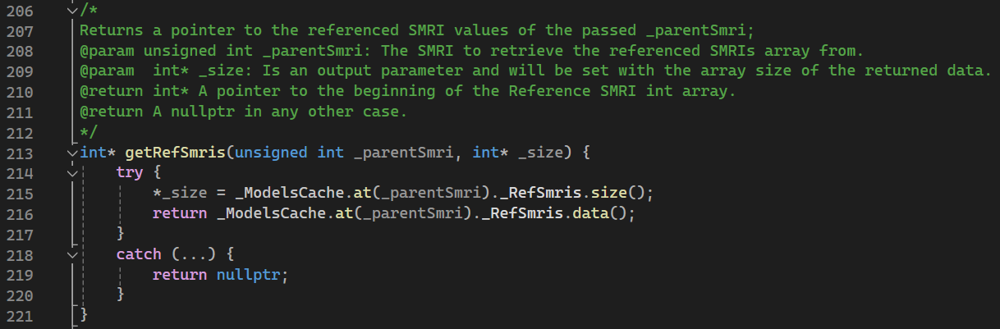 206 /*
207 Returns a pointer to the referenced SMRI values of the passed _parentSmri;
208 @param unsigned int _parentSmri: The SMRI to retrieve the referenced SMRIs array from.
209 @param  int* _size: Is an output parameter and will be set with the array size of the returned data.
210 @return int* A pointer to the beginning of the Reference SMRI int array.
211 @return A nullptr in any other case.
212 */
213 int* getRefSmris(unsigned int _parentSmri, int* _size) {
214     try {
215         *_size = _ModelsCache.at(_parentSmri)._RefSmris.size();
216         return _ModelsCache.at(_parentSmri)._RefSmris.data();
217     }
218     catch (...) {
219         return nullptr;
220     }
221 }